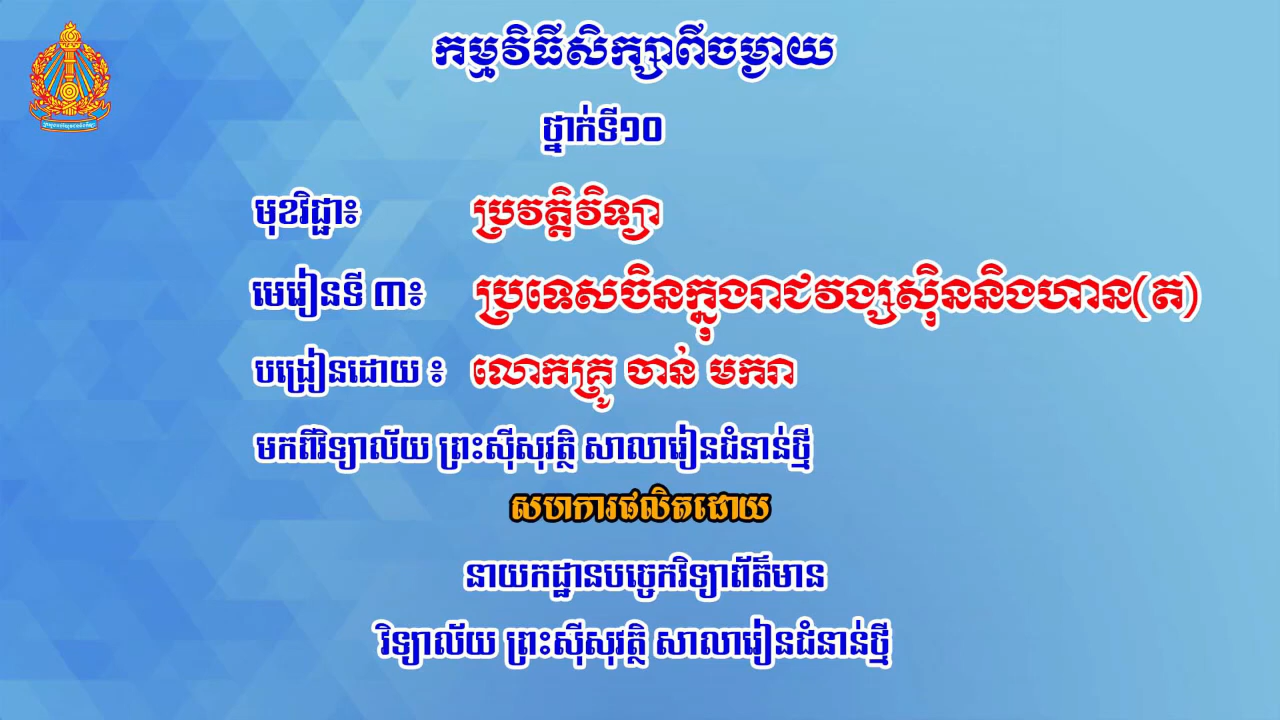 កម្មវិធីសិក្សាពីចម្ងាយ
ថ្នាក់ទី១០
មុខវិជ្ជា៖ ប្រវត្តិវិទ្យា
មេរៀនទី ៣៖ ប្រទេសចិនក្នុងរាជវង្សស៊ិននិងហាន(ត)
បង្រៀនដោយ ៖ លោកគ្រូ ចាន់ មករា
មកពីវិទ្យាល័យ ព្រះស៊ីសុវត្ថិ សាលារៀនជំនាន់ថ្មី
សហការផលិតដោយ
នាយកដ្ឋានបច្ចេកវិទ្យាព័ត៌មាន
វិទ្យាល័យ ព្រះស៊ីសុវត្ថិ សាលារៀនជំនាន់ថ្មី